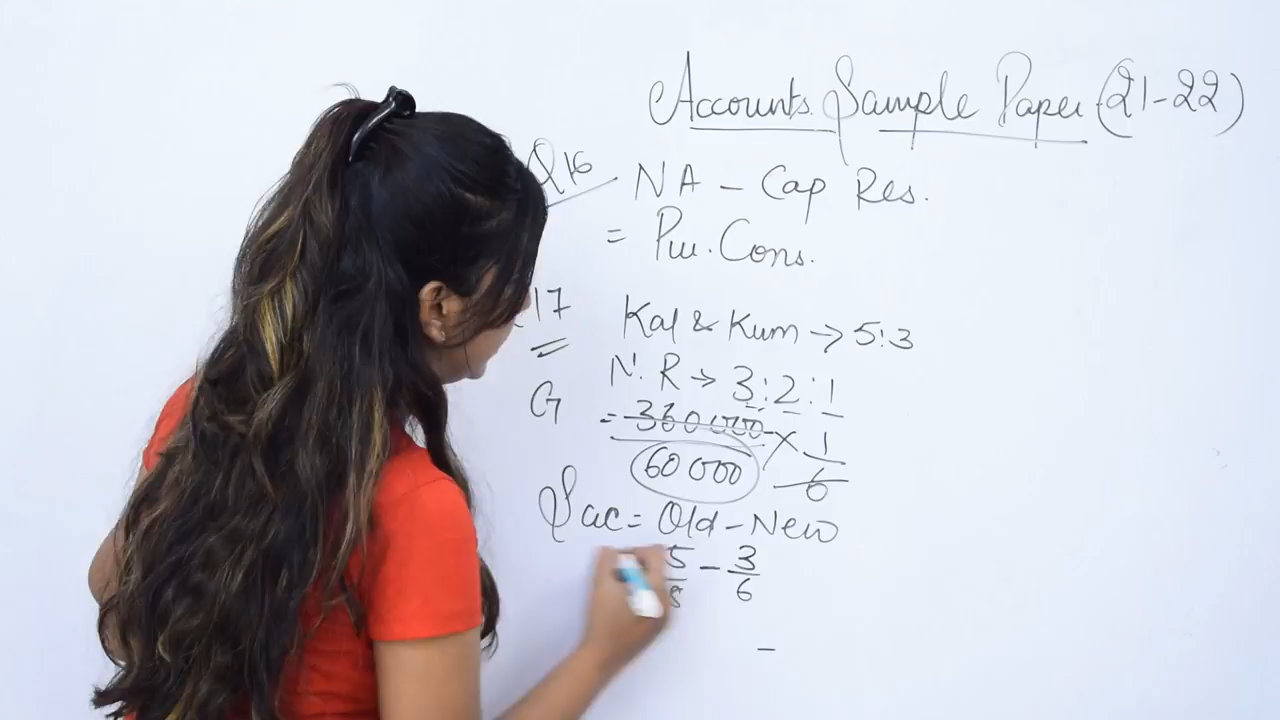 Accounts Sample Paper (21-22)
Q16 NA - Cap Res.
= Pur. Cons.
17 Kal & Kum → 5:3
N.R → 3:2:1
G = 360000 × 1/6
60000
Sac = Old - New
5/8 - 3/6
-